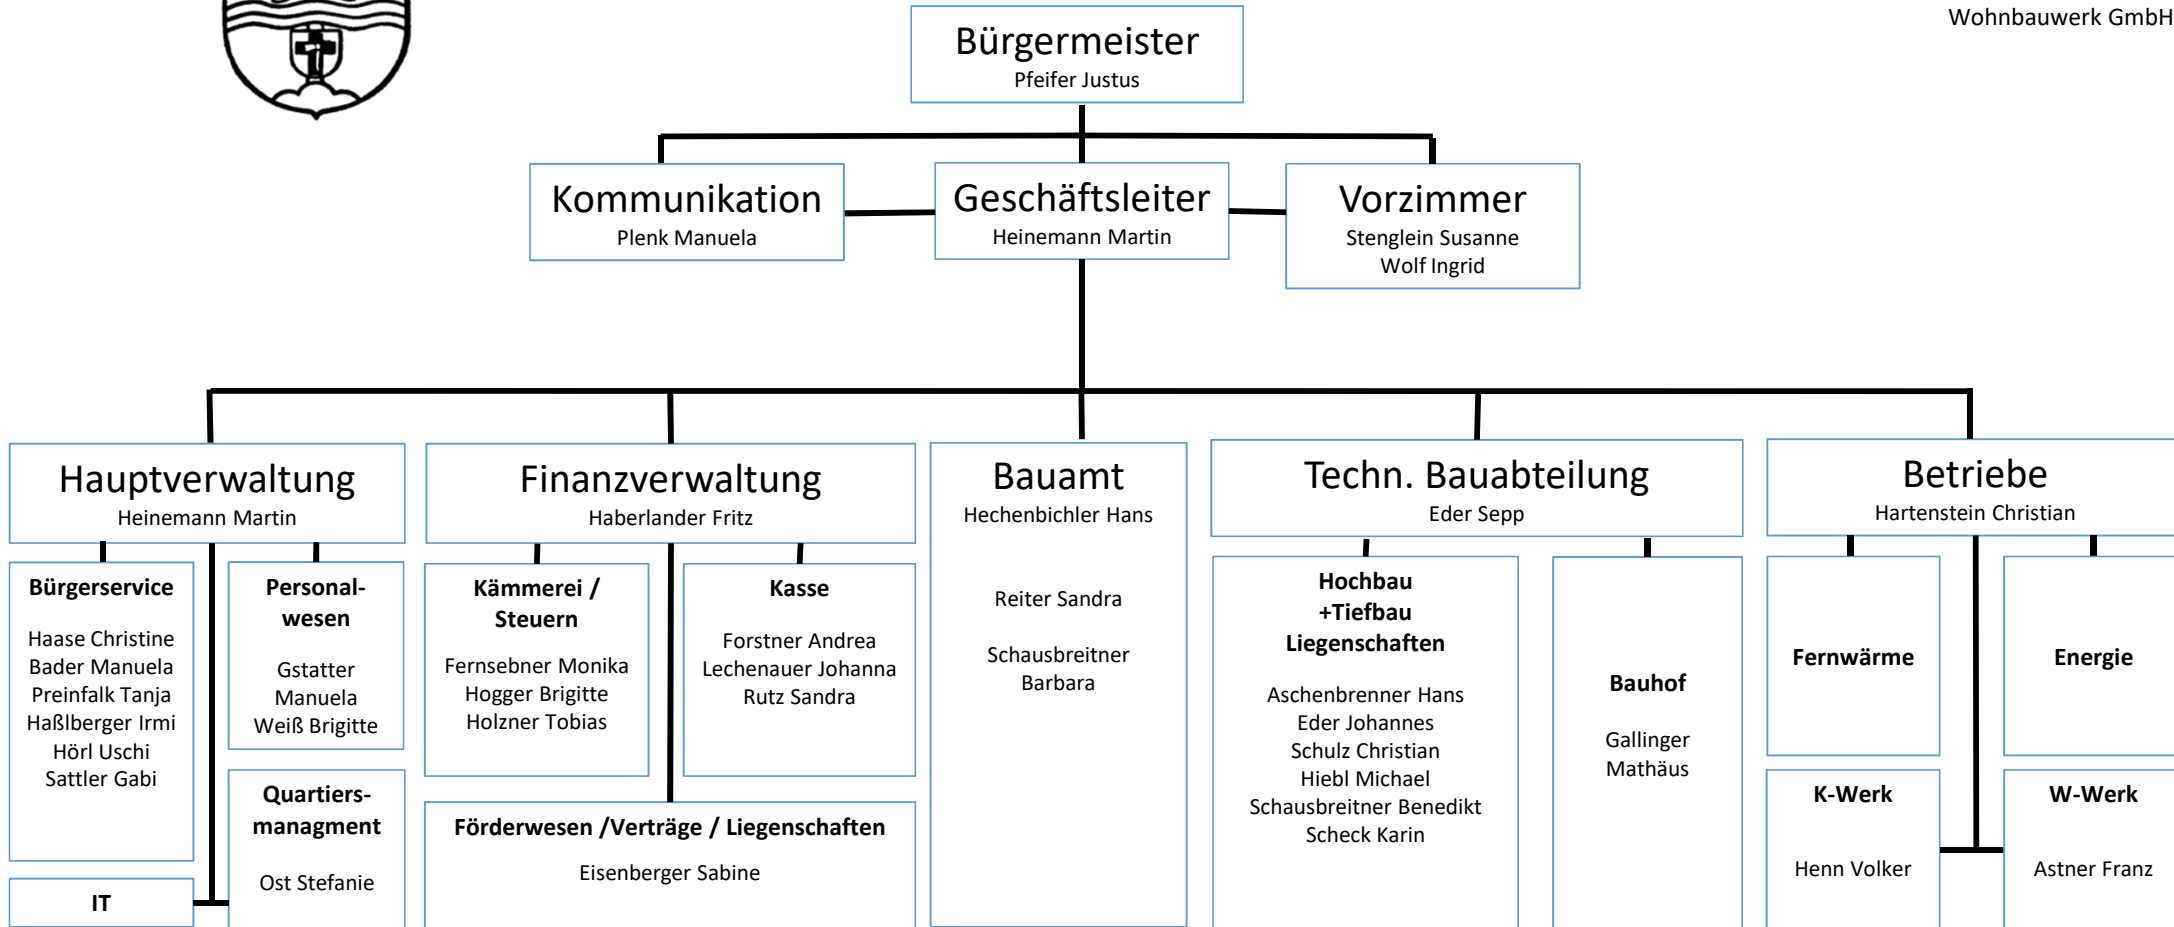 Wohnbauwerk GmbH
Bürgermeister
Pfeifer Justus
Kommunikation
Plenk Manuela
Geschäftsleiter
Heinemann Martin
Vorzimmer
Stenglein Susanne
Wolf Ingrid
Hauptverwaltung
Heinemann Martin
Bürgerservice
Haase Christine
Bader Manuela
Preinfalk Tanja
Haßlberger Irmi
Hörl Uschi
Sattler Gabi
IT
Personal-
wesen
Gstatter
Manuela
Weiß Brigitte
Quartiers-
managment
Ost Stefanie
Finanzverwaltung
Haberlander Fritz
Kämmerei /
Steuern
Fernsebner Monika
Hogger Brigitte
Holzner Tobias
Kasse
Forstner Andrea
Lechenauer Johanna
Rutz Sandra
Förderwesen /Verträge / Liegenschaften
Eisenberger Sabine
Bauamt
Hechenbichler Hans
Reiter Sandra
Schausbreitner
Barbara
Techn. Bauabteilung
Eder Sepp
Hochbau
+Tiefbau
Liegenschaften
Aschenbrenner Hans
Eder Johannes
Schulz Christian
Hiebl Michael
Schausbreitner Benedikt
Scheck Karin
Bauhof
Gallinger
Mathäus
Betriebe
Hartenstein Christian
Fernwärme
Energie
K-Werk
Henn Volker
W-Werk
Astner Franz